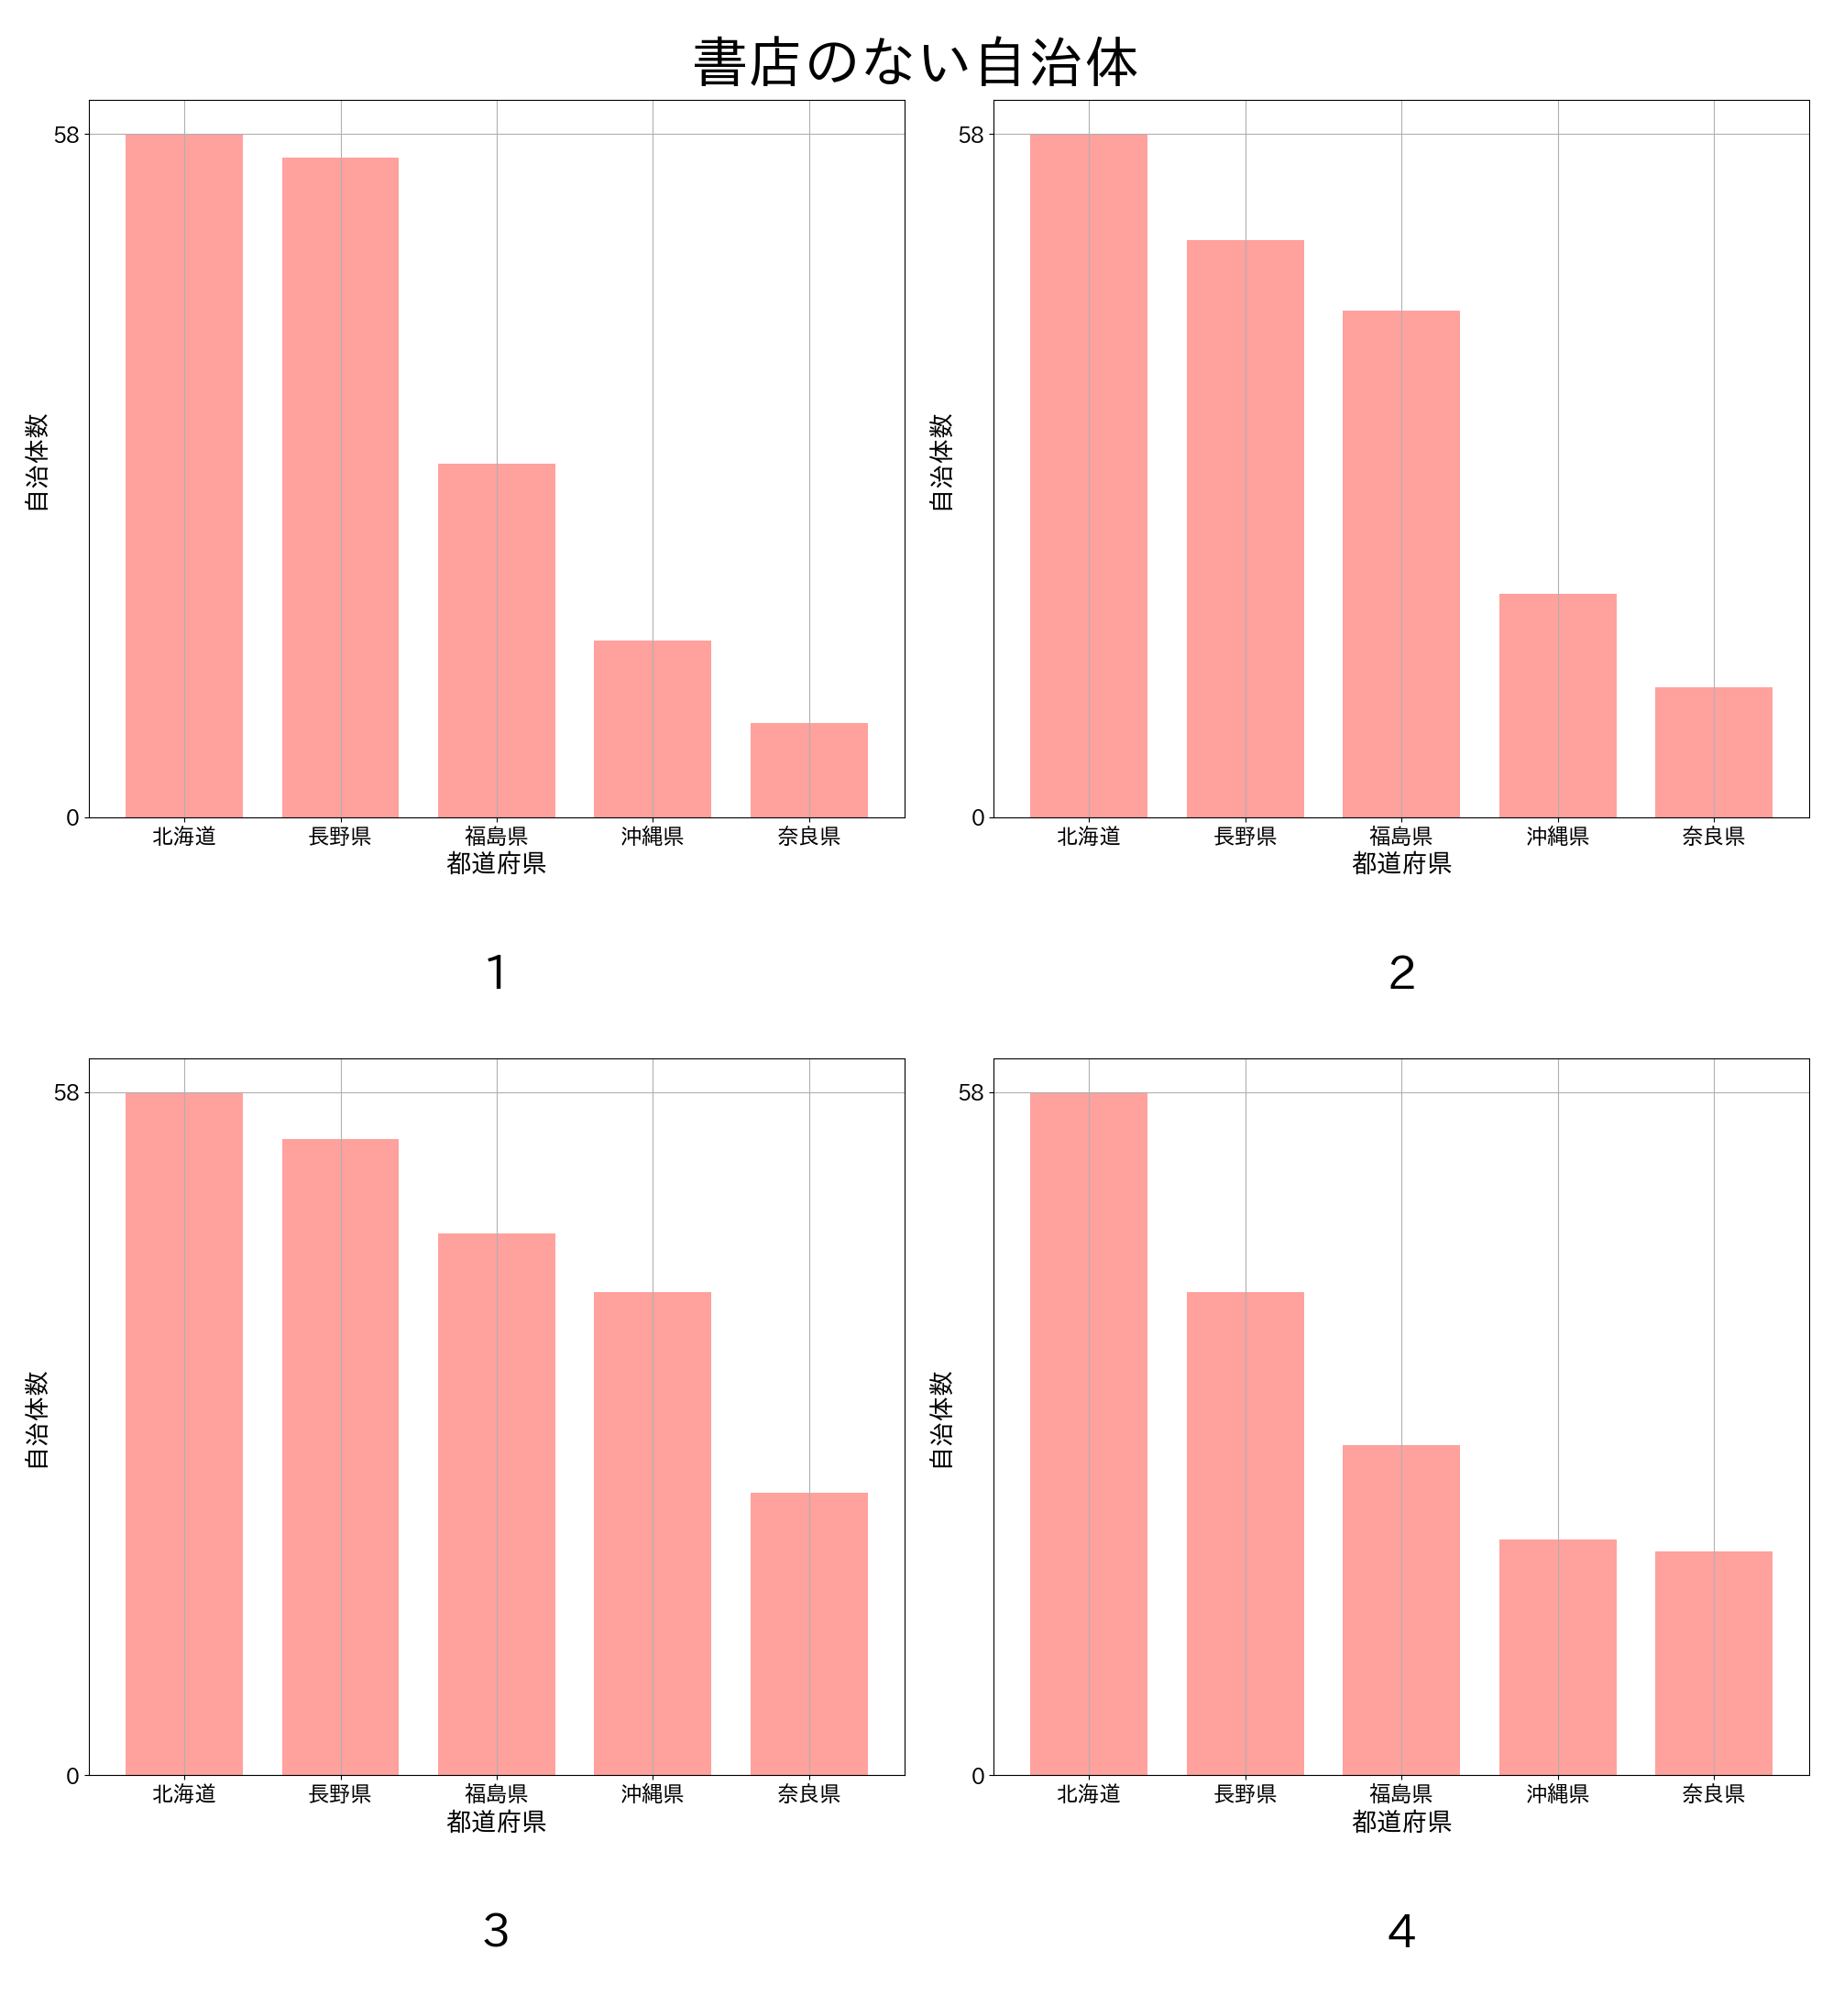 書店のない自治体
58
0
自治体数
北海道 長野県 福島県 沖縄県 奈良県
都道府県
1
58
0
自治体数
北海道 長野県 福島県 沖縄県 奈良県
都道府県
2
58
0
自治体数
北海道 長野県 福島県 沖縄県 奈良県
都道府県
3
58
0
自治体数
北海道 長野県 福島県 沖縄県 奈良県
都道府県
4